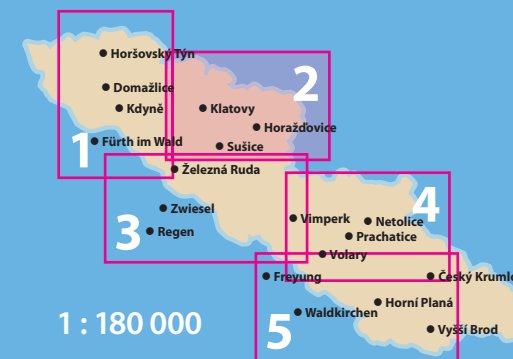 Horšovský Týn
Domažlice
2
Kdyně
Klatovy
Horažďovice
1
Fürth im Wald
Sušice
Železná Ruda
4
Zwiesel
Vimperk
Netolice
3
Regen
Prachatice
Volary
Freyung
Český Krumlo
Horní Planá
1 : 180 000
5
Waldkirchen
Vyšší Brod